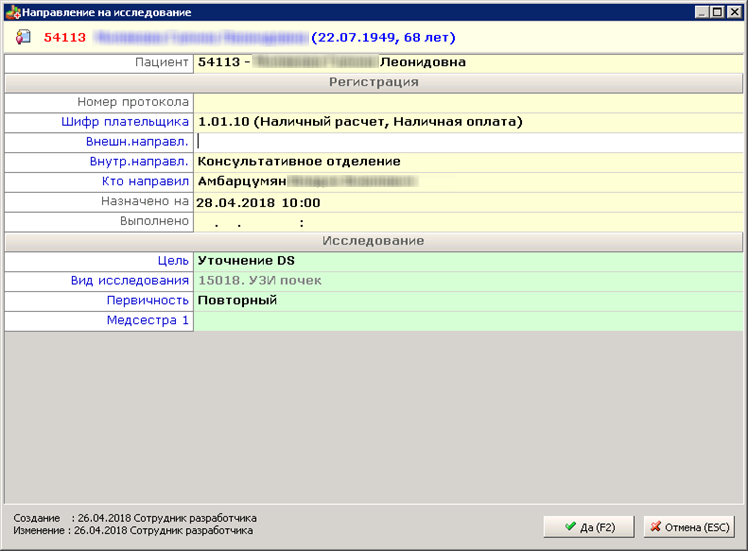 Направление на исследование
54113 (22.07.1949, 68 лет)
Пациент 54113 - Леонидовна
Регистрация
Номер протокола
Шифр плательщика 1.01.10 (Наличный расчет, Наличная оплата)
Внешн.направл.
Внутр.направл. Консультативное отделение
Кто направил Амбарцумян
Назначено на 28.04.2018 10:00
Выполнено . . :
Исследование
Цель Уточнение DS
Вид исследования 15018. УЗИ почек
Первичность Повторный
Медсестра 1
Создание : 26.04.2018 Сотрудник разработчика
Изменение : 26.04.2018 Сотрудник разработчика
Да (F2) Отмена (ESC)